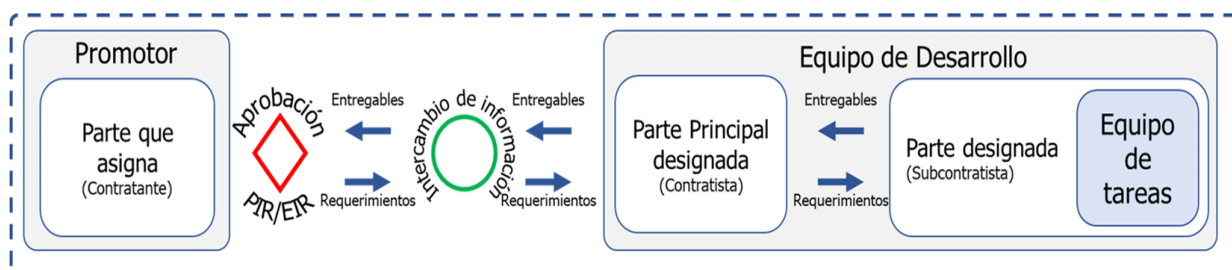 Promotor
Parte que
asigna
(Contratante)
Aprobación
PIR/EIR
Entregables
Requerimientos
Intercambio de información
Entregables
Requerimientos
Equipo de Desarrollo
Parte Principal
designada
(Contratista)
Entregables
Requerimientos
Parte designada
(Subcontratista)
Equipo
de
tareas